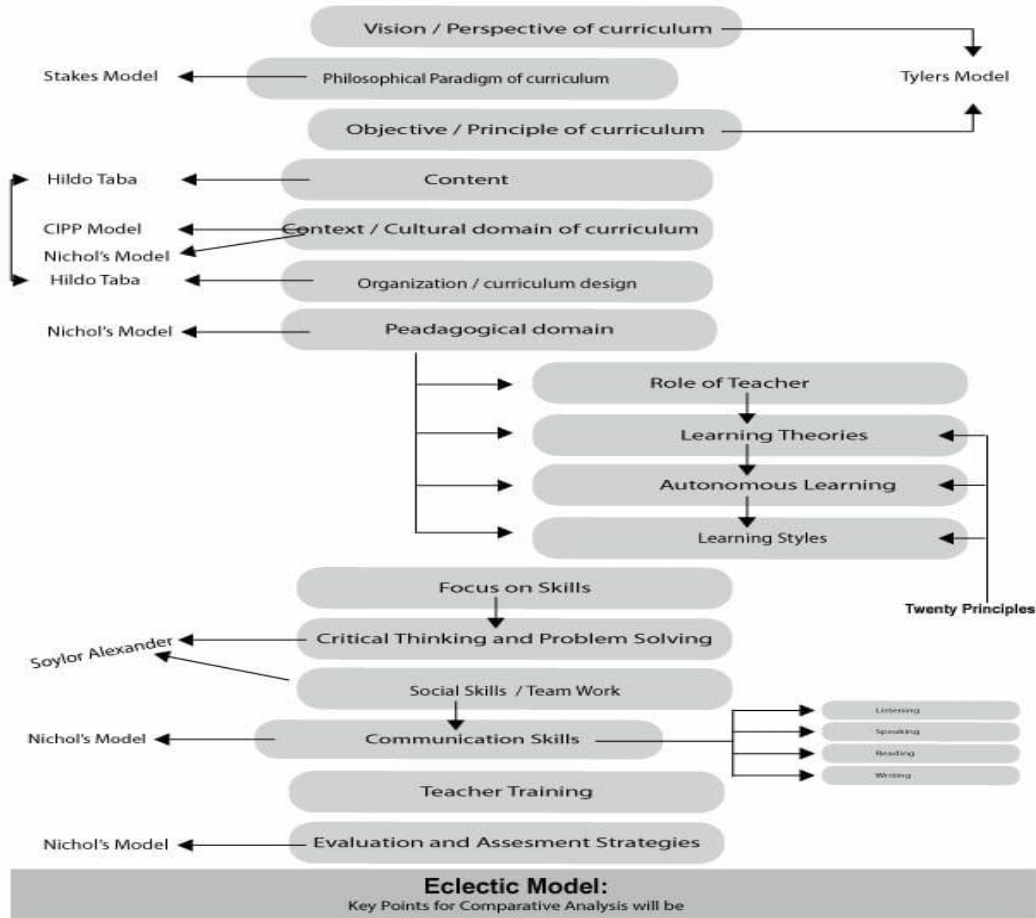 Vision / Perspective of curriculum
Stakes Model
Philosophical Paradigm of curriculum
Tylers Model
Objective / Principle of curriculum
Hildo Taba
Content
CIPP Model
Context / Cultural domain of curriculum
Nichol's Model
Hildo Taba
Organization / curriculum design
Nichol's Model
Peadagogical domain
Role of Teacher
Learning Theories
Autonomous Learning
Learning Styles
Twenty Principles
Focus on Skills
Soylor Alexander
Critical Thinking and Problem Solving
Social Skills / Team Work
Nichol's Model
Communication Skills
Listening
Speaking
Reading
Writing
Teacher Training
Nichol's Model
Evaluation and Assesment Strategies
Eclectic Model:
Key Points for Comparative Analysis will be